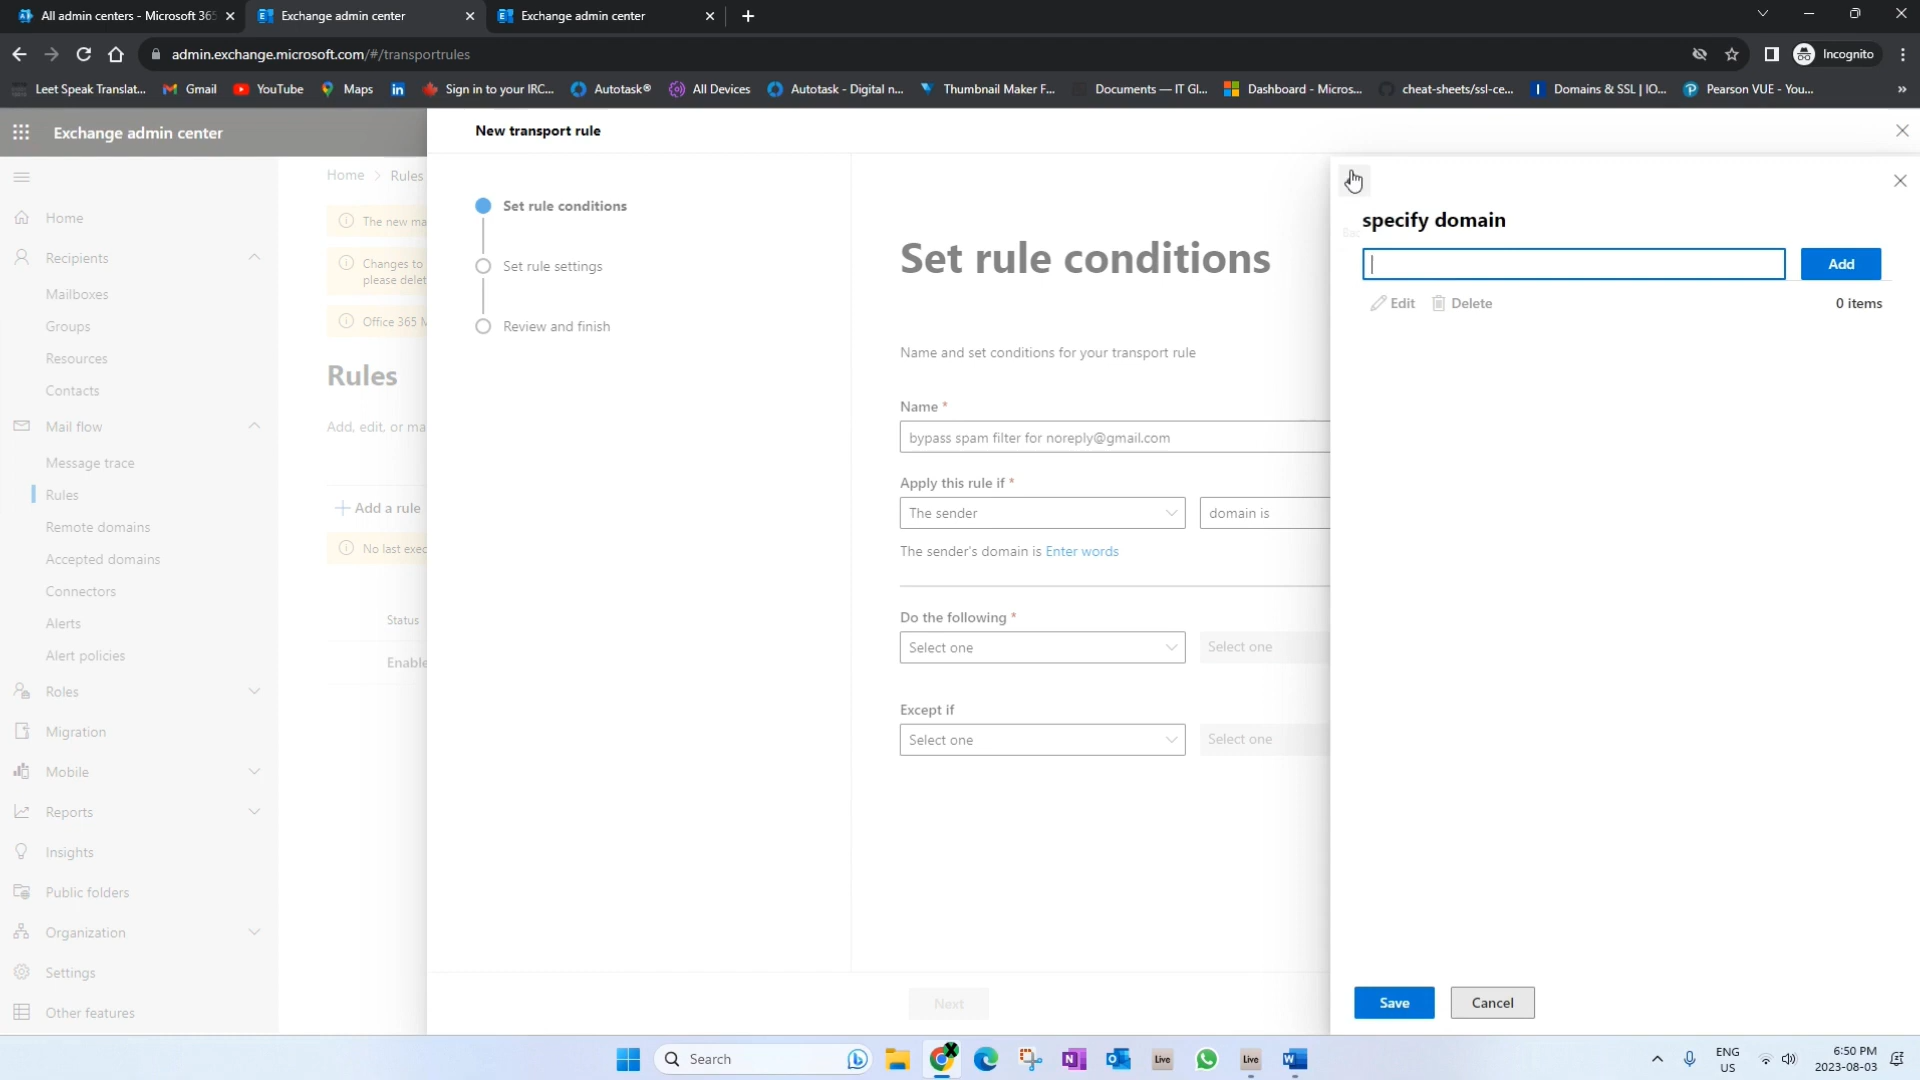 All admin centers - Microsoft 365
Exchange admin center
Exchange admin center
admin.exchange.microsoft.com/#/transportrules
Incognito
Leet Speak Translat...
Gmail
YouTube
Maps
Sign in to your IRC...
Autotask®
All Devices
Autotask - Digital n...
Thumbnail Maker F...
Documents — IT Gl...
Dashboard - Micros...
cheat-sheets/ssl-ce...
Domains & SSL | IO...
Pearson VUE - You...
Exchange admin center
New transport rule
Home
Recipients
Mailboxes
Groups
Resources
Contacts
Mail flow
Message trace
Rules
Remote domains
Accepted domains
Connectors
Alerts
Alert policies
Roles
Migration
Mobile
Reports
Insights
Public folders
Organization
Settings
Other features
Home > Rules
The new ma
Changes to
please delet
Office 365 M
Rules
Add, edit, or ma
Add a rule
No last exec
Status
Enable
Set rule conditions
Set rule settings
Review and finish
Set rule conditions
Name and set conditions for your transport rule
Name *
bypass spam filter for noreply@gmail.com
Apply this rule if *
The sender
domain is
The sender's domain is Enter words
Do the following *
Select one
Select one
Except if
Select one
Select one
Next
specify domain
Add
Edit
Delete
0 items
Save
Cancel
Search
Live
Live
ENG
US
6:50 PM
2023-08-03